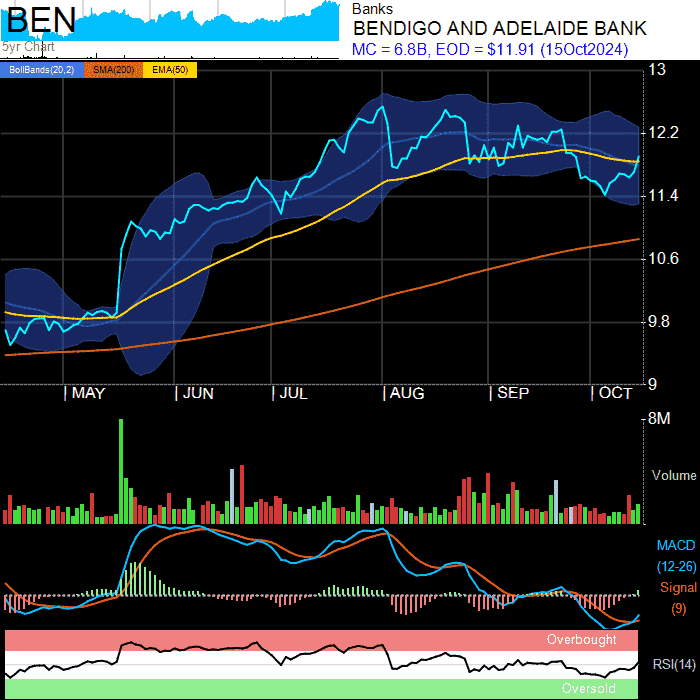 BEN
5yr Chart
Banks
BENDIGO AND ADELAIDE BANK
MC = 6.8B, EOD = $11.91 (15Oct2024)
BollBands(20,2) SMA(200) EMA(50)
13
12.2
11.4
10.6
9.8
9
MAY JUN JUL AUG SEP OCT
8M
Volume
MACD
(12-26)
Signal
(9)
Overbought
RSI(14)
Oversold